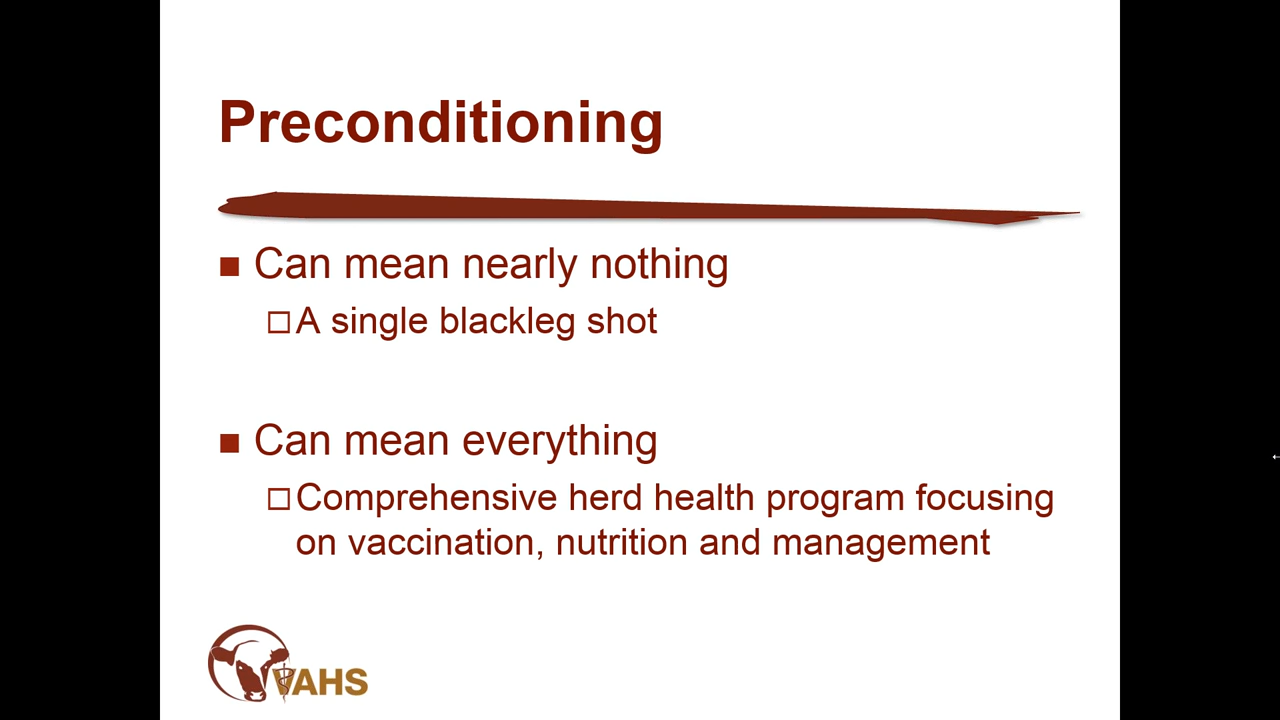 Preconditioning
Can mean nearly nothing
A single blackleg shot
Can mean everything
Comprehensive herd health program focusing
on vaccination, nutrition and management
VAHS